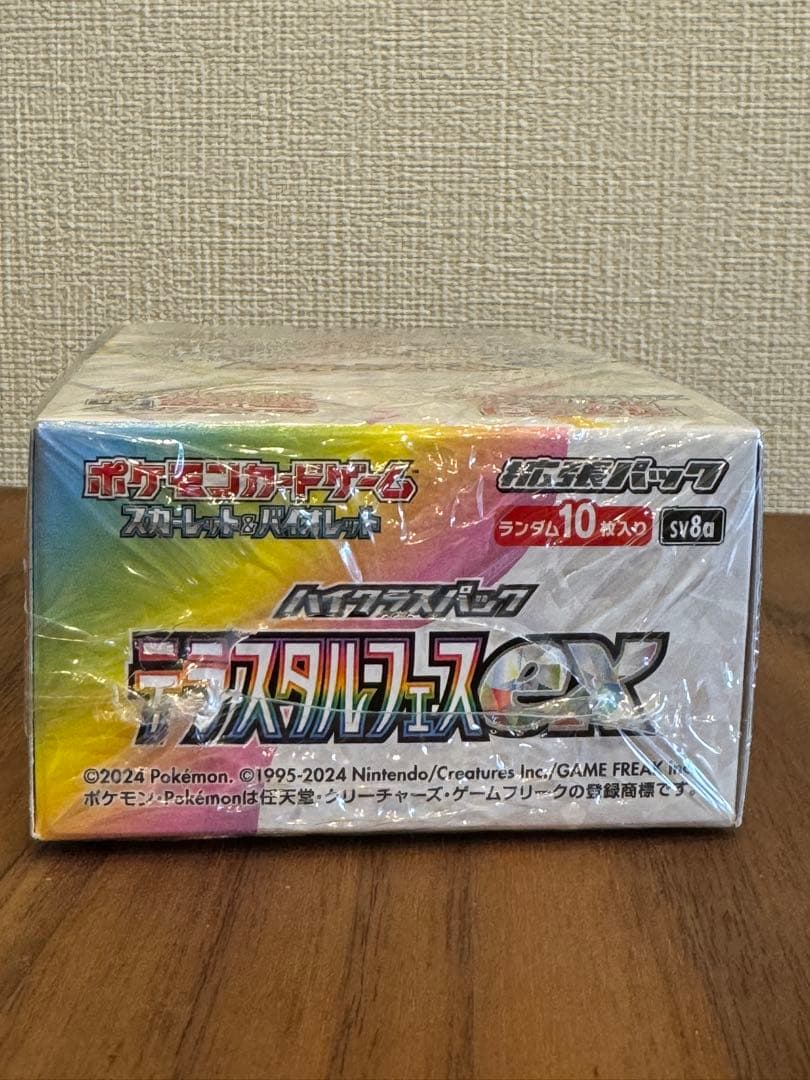 ポケモンカードゲーム
スカーレット&バイオレット
拡張パック
ランダム10枚入り
sv8a
ハイクラスパック
テラスタルフェスex
©2024 Pokémon. ©1995-2024 Nintendo/Creatures Inc./GAME FREAK inc.
ポケモン・Pokémonは任天堂・クリーチャーズ・ゲームフリークの登録商標です。